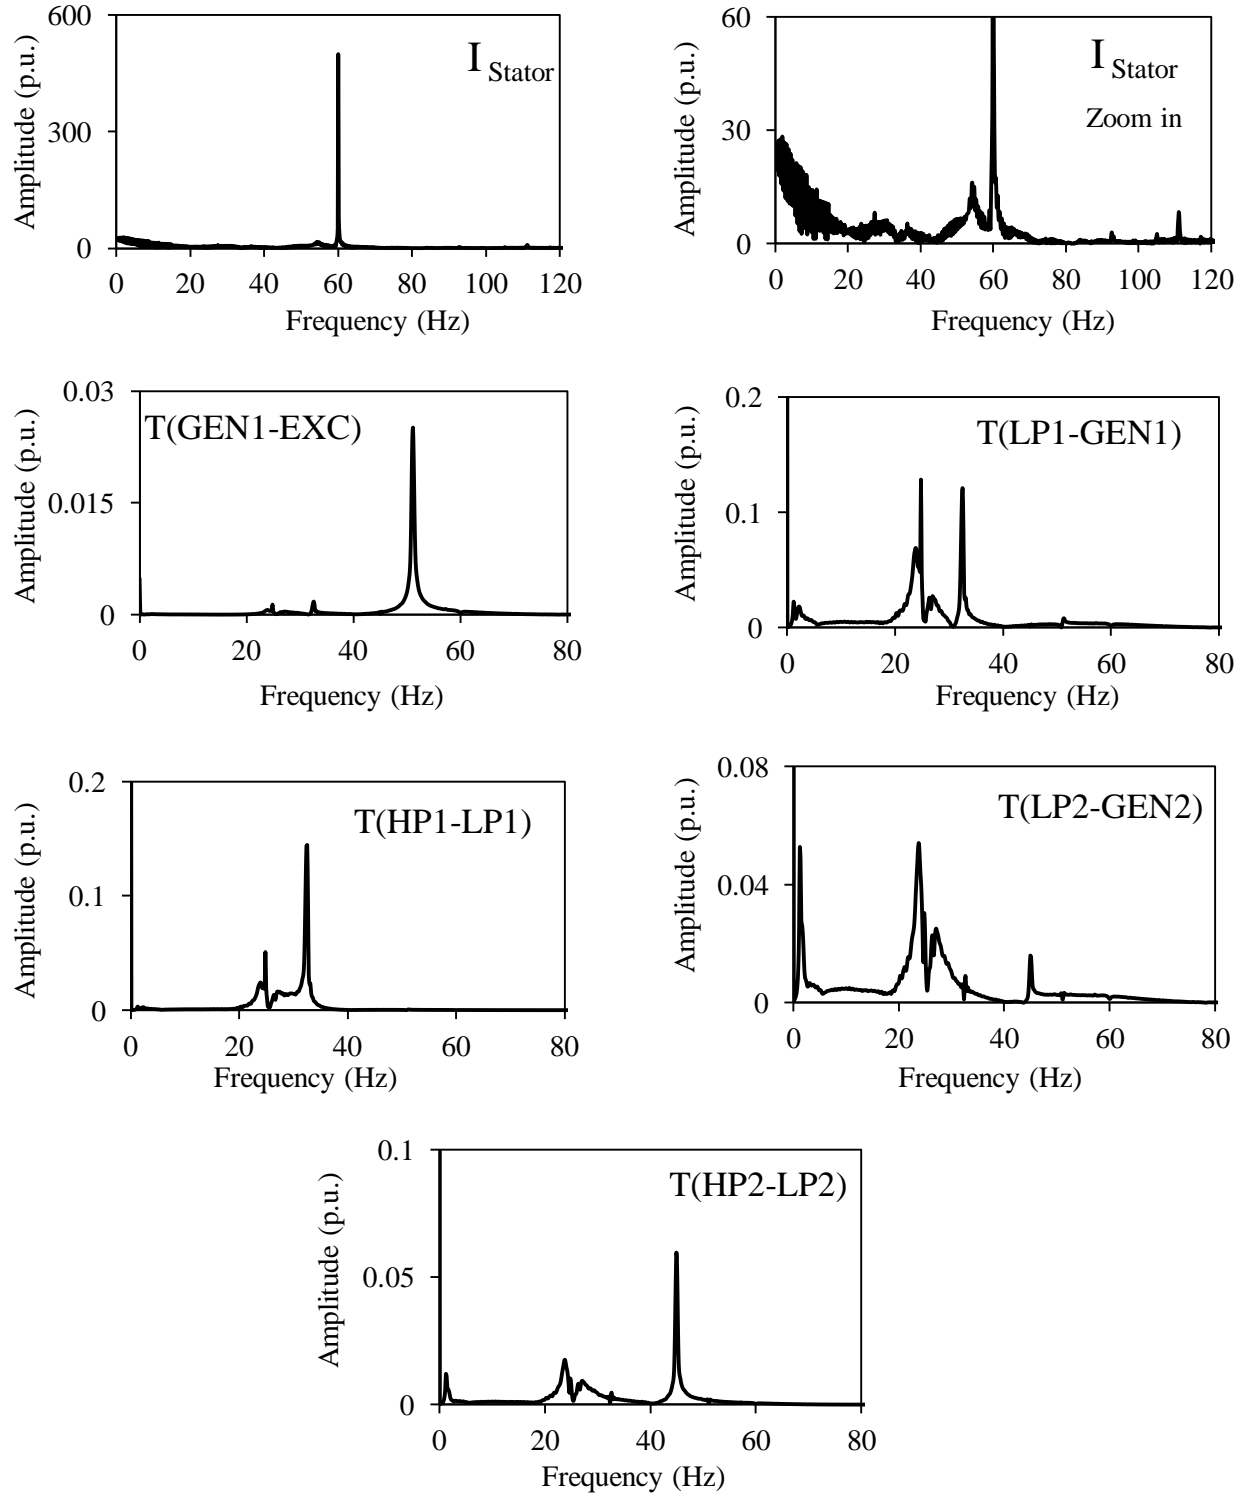 600
300
0
Amplitude (p.u.)
I Stator
0 20 40 60 80 100 120
Frequency (Hz)
60
30
0
Amplitude (p.u.)
I Stator
Zoom in
0 20 40 60 80 100 120
Frequency (Hz)
0.03
0.015
0
Amplitude (p.u.)
T(GEN1-EXC)
0 20 40 60 80
Frequency (Hz)
0.2
0.1
0
Amplitude (p.u.)
T(LP1-GEN1)
0 20 40 60 80
Frequency (Hz)
0.2
0.1
0
Amplitude (p.u.)
T(HP1-LP1)
0 20 40 60 80
Frequency (Hz)
0.08
0.04
0
Amplitude (p.u.)
T(LP2-GEN2)
0 20 40 60 80
Frequency (Hz)
0.1
0.05
0
Amplitude (p.u.)
T(HP2-LP2)
0 20 40 60 80
Frequency (Hz)